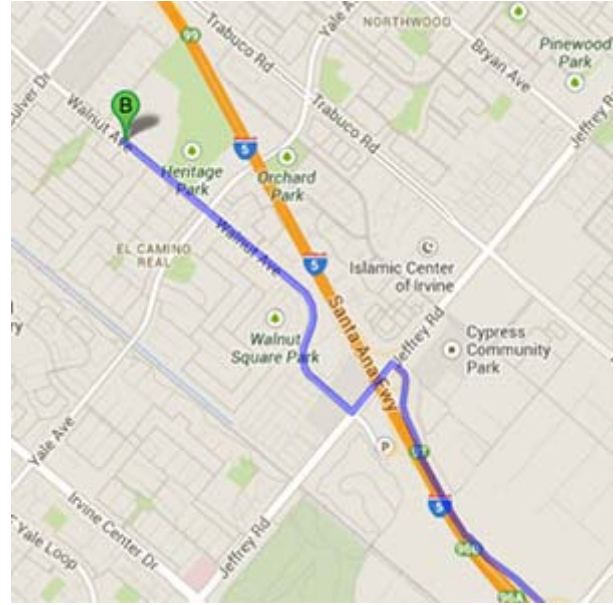 99
Trabuco Rd
Yale Ave
NORTHWOOD
Bryan Ave
Pinewood
Park
Culver Dr
Walnut Ave
B
Heritage
Park
5
Orchard
Park
Trabuco Rd
Jeffrey Rd
EL CAMINO
REAL
Walnut Ave
5
Islamic Center
of Irvine
Santa Ana Fwy
Walnut
Square Park
Jeffrey Rd
Cypress
Community
Park
Yale Ave
P
5
Irvine Center Dr
Jeffrey Rd
Yale Loop
96A